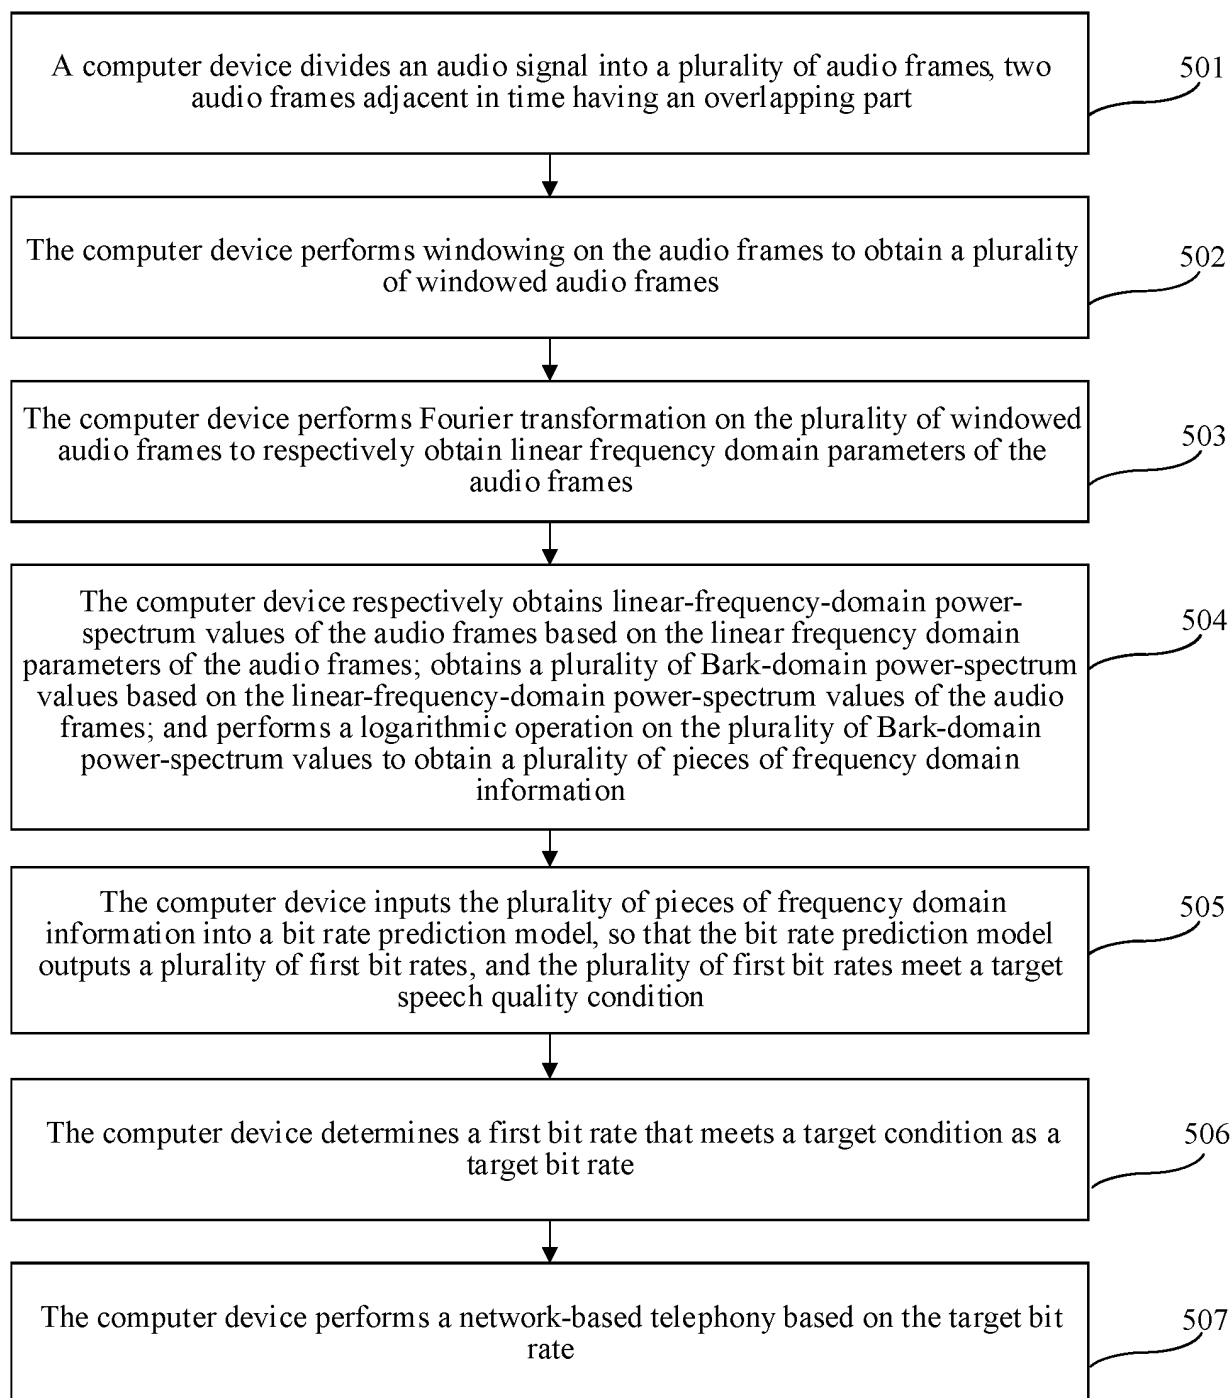 A computer device divides an audio signal into a plurality of audio frames, two
audio frames adjacent in time having an overlapping part
501
The computer device performs windowing on the audio frames to obtain a plurality
of windowed audio frames
502
The computer device performs Fourier transformation on the plurality of windowed
audio frames to respectively obtain linear frequency domain parameters of the
audio frames
503
The computer device respectively obtains linear-frequency-domain power-
spectrum values of the audio frames based on the linear frequency domain
parameters of the audio frames; obtains a plurality of Bark-domain power-spectrum
values based on the linear-frequency-domain power-spectrum values of the audio
frames; and performs a logarithmic operation on the plurality of Bark-domain
power-spectrum values to obtain a plurality of pieces of frequency domain
information
504
The computer device inputs the plurality of pieces of frequency domain
information into a bit rate prediction model, so that the bit rate prediction model
outputs a plurality of first bit rates, and the plurality of first bit rates meet a target
speech quality condition
505
The computer device determines a first bit rate that meets a target condition as a
target bit rate
506
The computer device performs a network-based telephony based on the target bit
rate
507